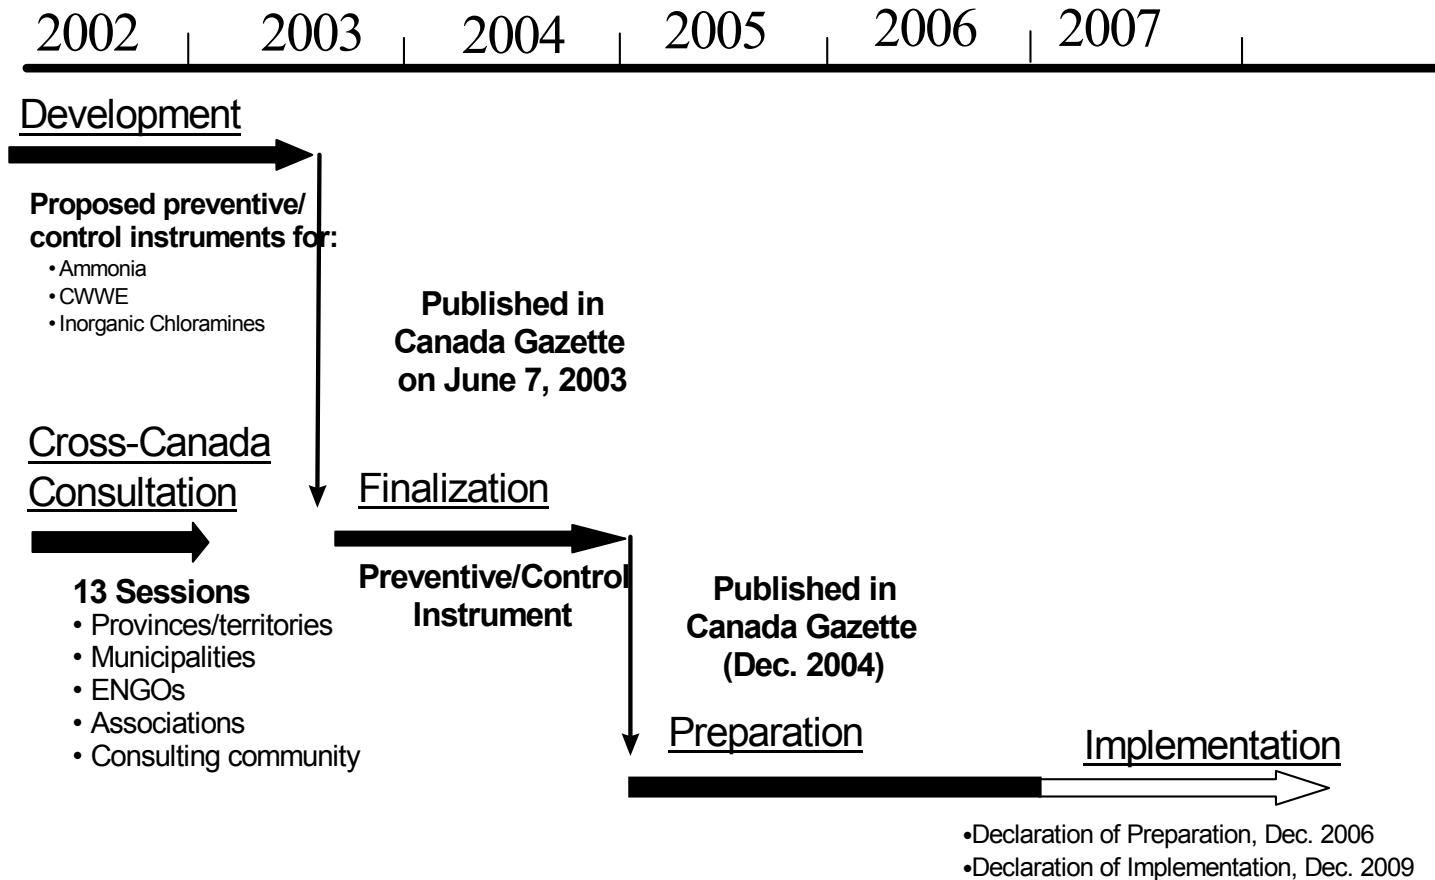 2002 2003 2004 2005 2006 2007
Development
Proposed preventive/
control instruments for:
• Ammonia
• CWWE
• Inorganic Chloramines
Published in
Canada Gazette
on June 7, 2003
Cross-Canada
Consultation
13 Sessions
• Provinces/territories
• Municipalities
• ENGOs
• Associations
• Consulting community
Finalization
Preventive/Control
Instrument
Published in
Canada Gazette
(Dec. 2004)
Preparation
Implementation
•Declaration of Preparation, Dec. 2006
•Declaration of Implementation, Dec. 2009